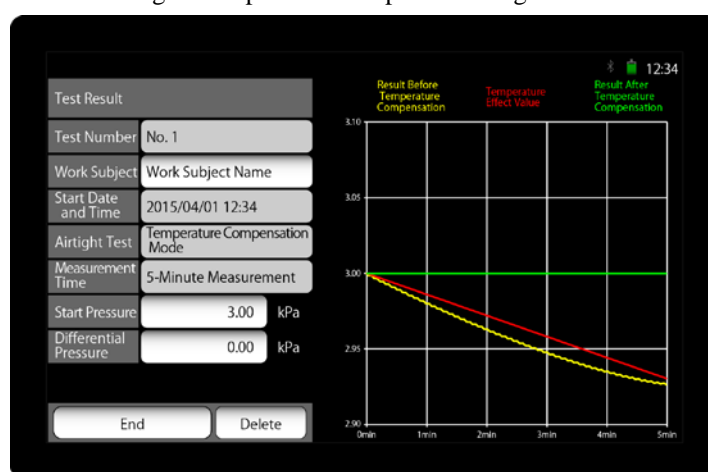 12:34
Test Result
Test Number No. 1
Work Subject Work Subject Name
Start Date
and Time
2015/04/01 12:34
Airtight Test
Temperature Compensation
Mode
Measurement
Time
5-Minute Measurement
Start Pressure 3.00 kPa
Differential
Pressure
0.00 kPa
End Delete
Result Before
Temperature
Compensation
Temperature
Effect Value
Result After
Temperature
Compensation
3.10
3.05
3.00
2.95
2.90
0min 1min 2min 3min 4min 5min